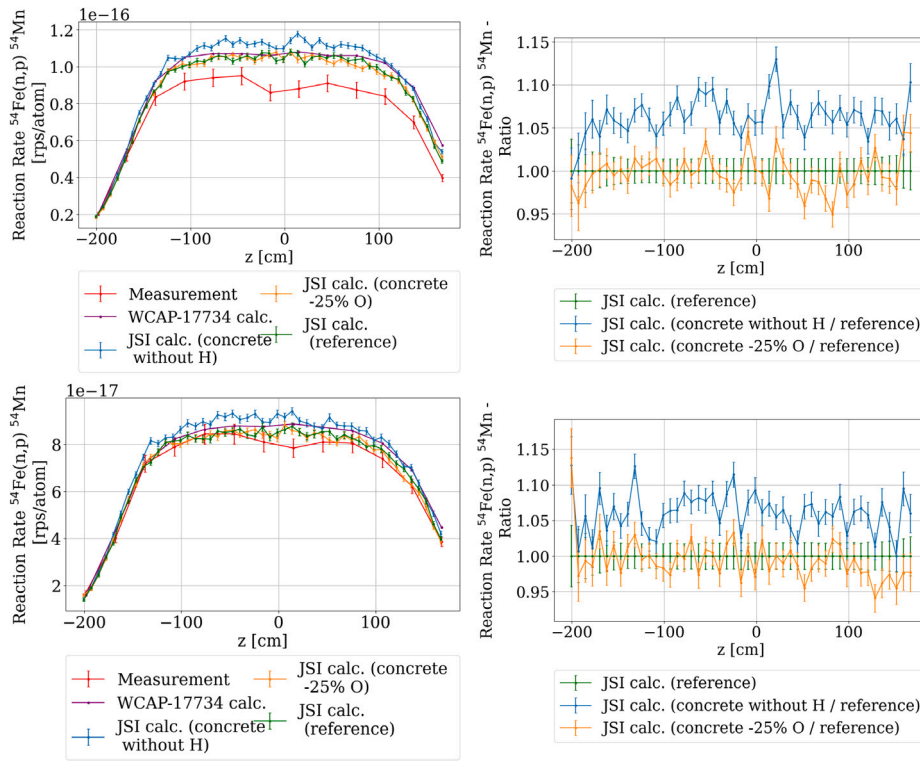 1e−16
1.2
1.0
0.8
0.6
0.4
0.2
Reaction Rate ⁵⁴Fe(n,p) ⁵⁴Mn
[rps/atom]
−200 −100 0 100
z [cm]
Measurement
WCAP-17734 calc.
JSI calc. (concrete
without H)
JSI calc. (concrete
-25% O)
JSI calc.
(reference)
1.15
1.10
1.05
1.00
0.95
Reaction Rate ⁵⁴Fe(n,p) ⁵⁴Mn -
Ratio
−200 −100 0 100
z [cm]
JSI calc. (reference)
JSI calc. (concrete without H / reference)
JSI calc. (concrete -25% O / reference)
1e−17
8
6
4
2
Reaction Rate ⁵⁴Fe(n,p) ⁵⁴Mn
[rps/atom]
−200 −100 0 100
z [cm]
Measurement
WCAP-17734 calc.
JSI calc. (concrete
without H)
JSI calc. (concrete
-25% O)
JSI calc.
(reference)
1.15
1.10
1.05
1.00
0.95
Reaction Rate ⁵⁴Fe(n,p) ⁵⁴Mn -
Ratio
−200 −100 0 100
z [cm]
JSI calc. (reference)
JSI calc. (concrete without H / reference)
JSI calc. (concrete -25% O / reference)